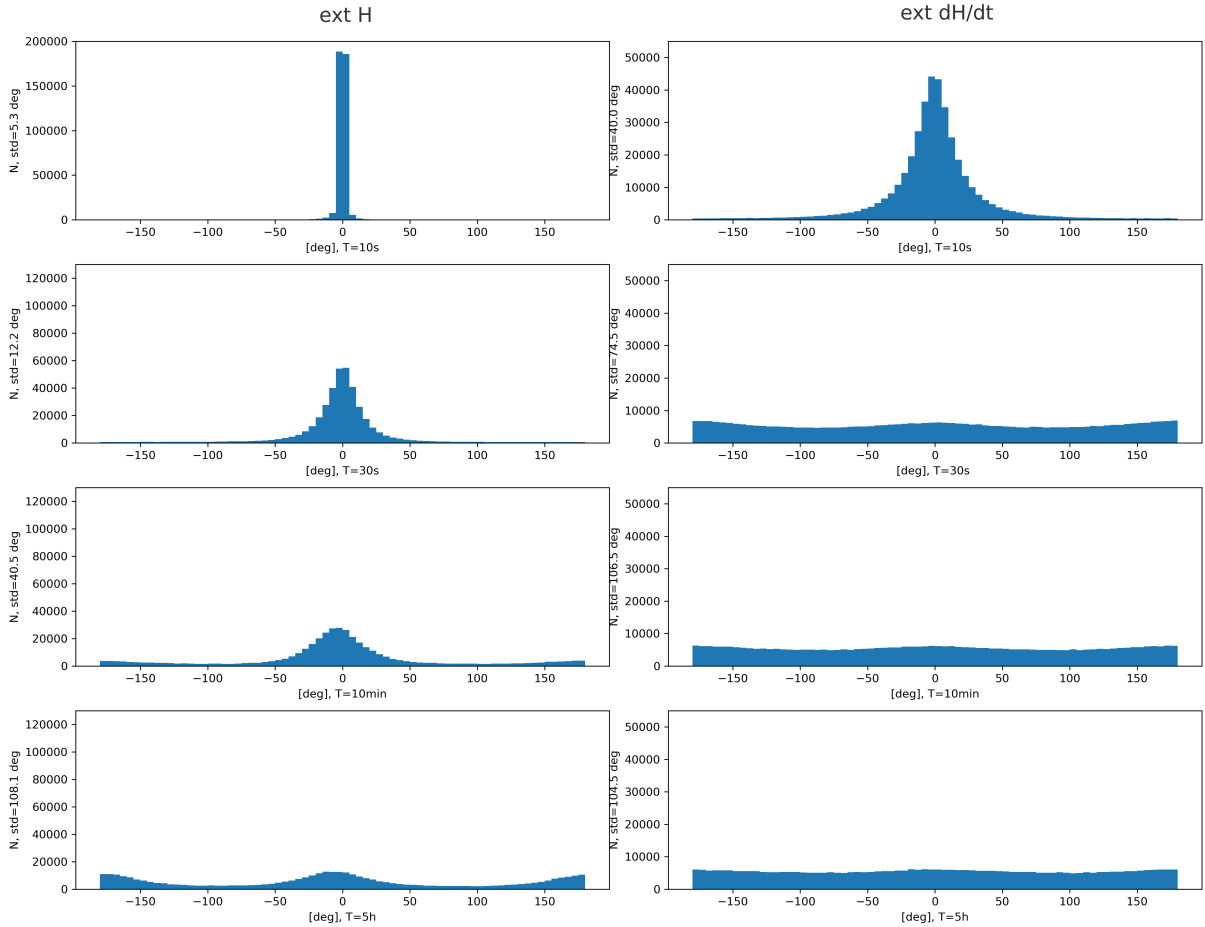 ext H
ext dH/dt
200000
150000
100000
50000
0
N, std=5.3 deg
−150 −100 −50 0 50 100 150
[deg], T=10s
50000
40000
30000
20000
10000
0
N, std=40.0 deg
−150 −100 −50 0 50 100 150
[deg], T=10s
120000
100000
80000
60000
40000
20000
0
N, std=12.2 deg
−150 −100 −50 0 50 100 150
[deg], T=30s
50000
40000
30000
20000
10000
0
N, std=74.5 deg
−150 −100 −50 0 50 100 150
[deg], T=30s
120000
100000
80000
60000
40000
20000
0
N, std=40.5 deg
−150 −100 −50 0 50 100 150
[deg], T=10min
50000
40000
30000
20000
10000
0
N, std=106.5 deg
−150 −100 −50 0 50 100 150
[deg], T=10min
120000
100000
80000
60000
40000
20000
0
N, std=108.1 deg
−150 −100 −50 0 50 100 150
[deg], T=5h
50000
40000
30000
20000
10000
0
N, std=104.5 deg
−150 −100 −50 0 50 100 150
[deg], T=5h